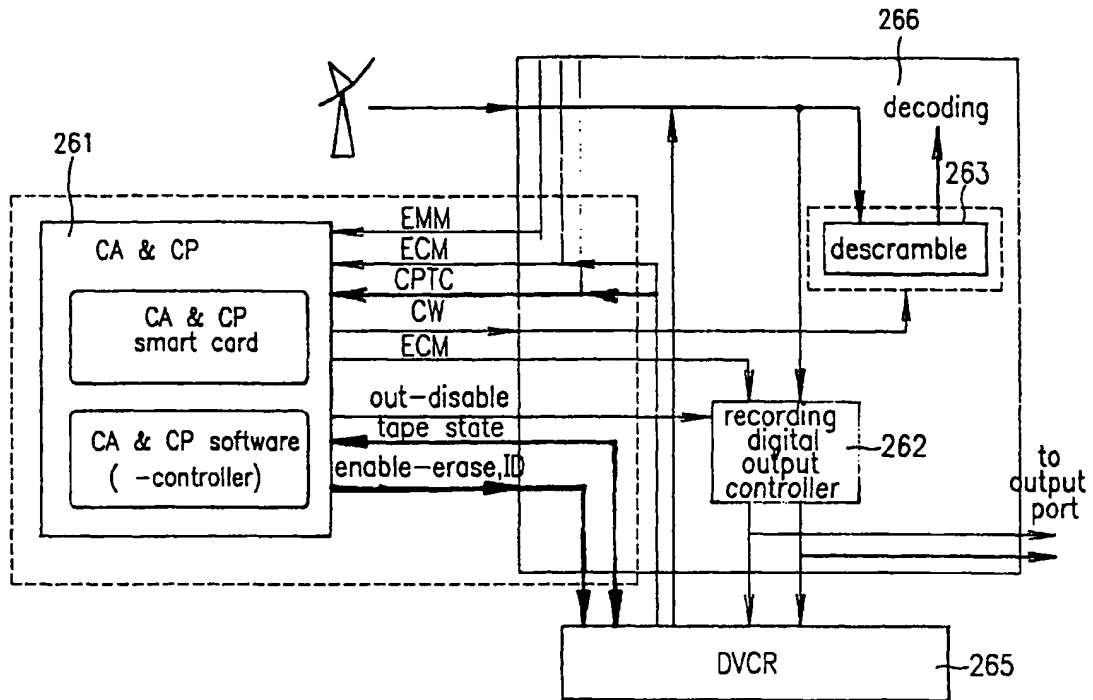 266
decoding
263
descramble
261
CA & CP
CA & CP
smart card
CA & CP software
( -controller)
EMM
ECM
CPTC
CW
ECM
out-disable
tape state
enable-erase,ID
recording
digital
output
controller
262
to
output
port
DVCR
265